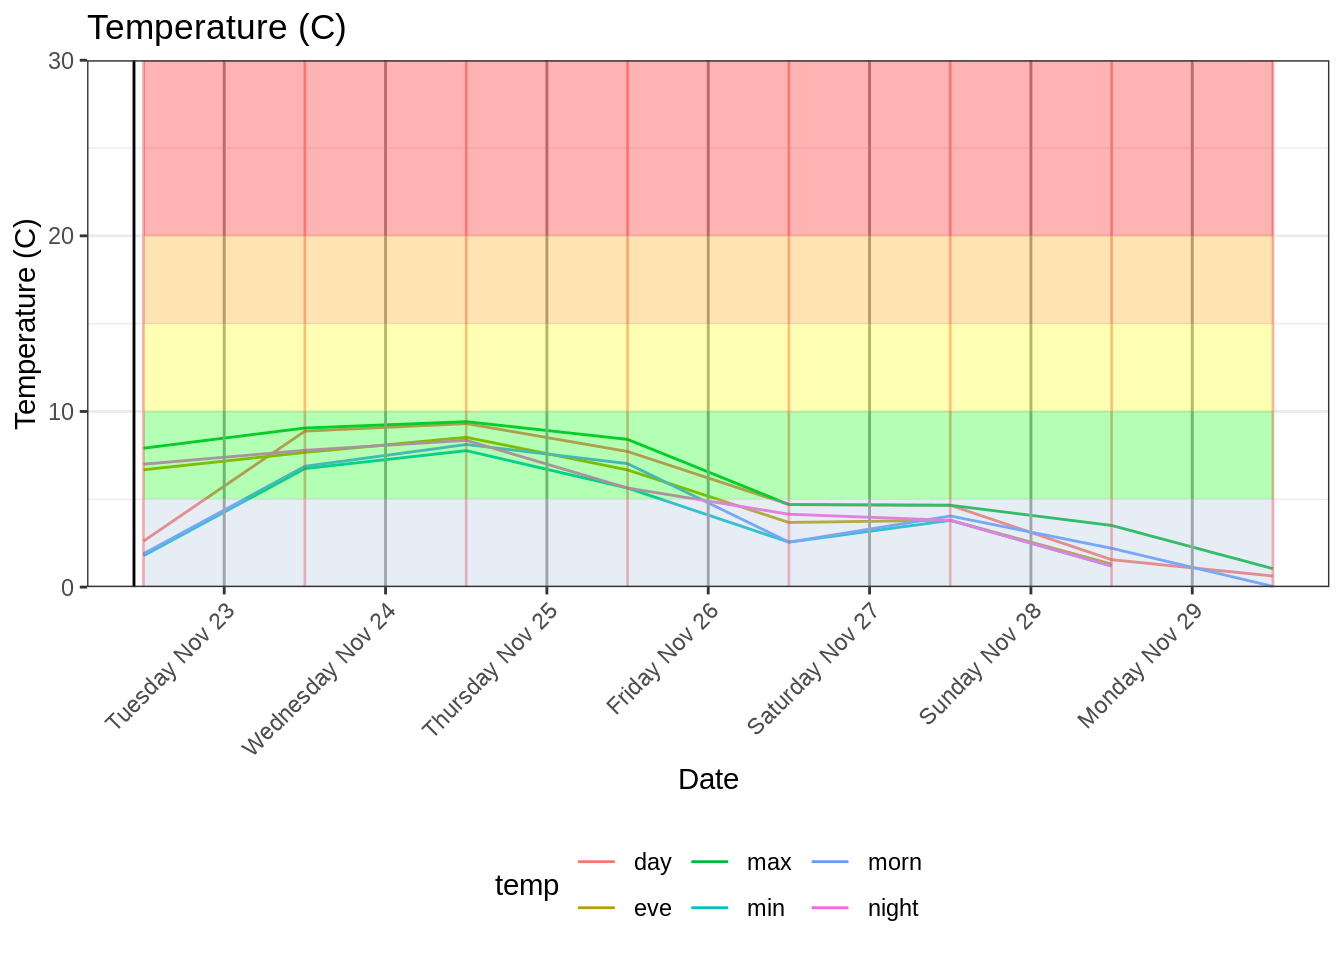 Temperature (C)
Temperature (C)
30
20
10
0
Tuesday Nov 23
Wednesday Nov 24
Thursday Nov 25
Friday Nov 26
Saturday Nov 27
Sunday Nov 28
Monday Nov 29
Date
temp
day
max
morn
eve
min
night